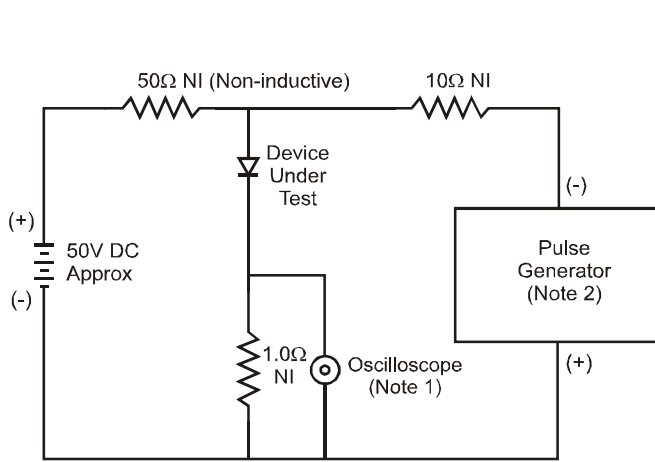 50Ω NI (Non-inductive)
10Ω NI
Device
Under
Test
(-)
(+)
50V DC
Approx
(-)
Pulse
Generator
(Note 2)
1.0Ω
NI
Oscilloscope
(Note 1)
(+)